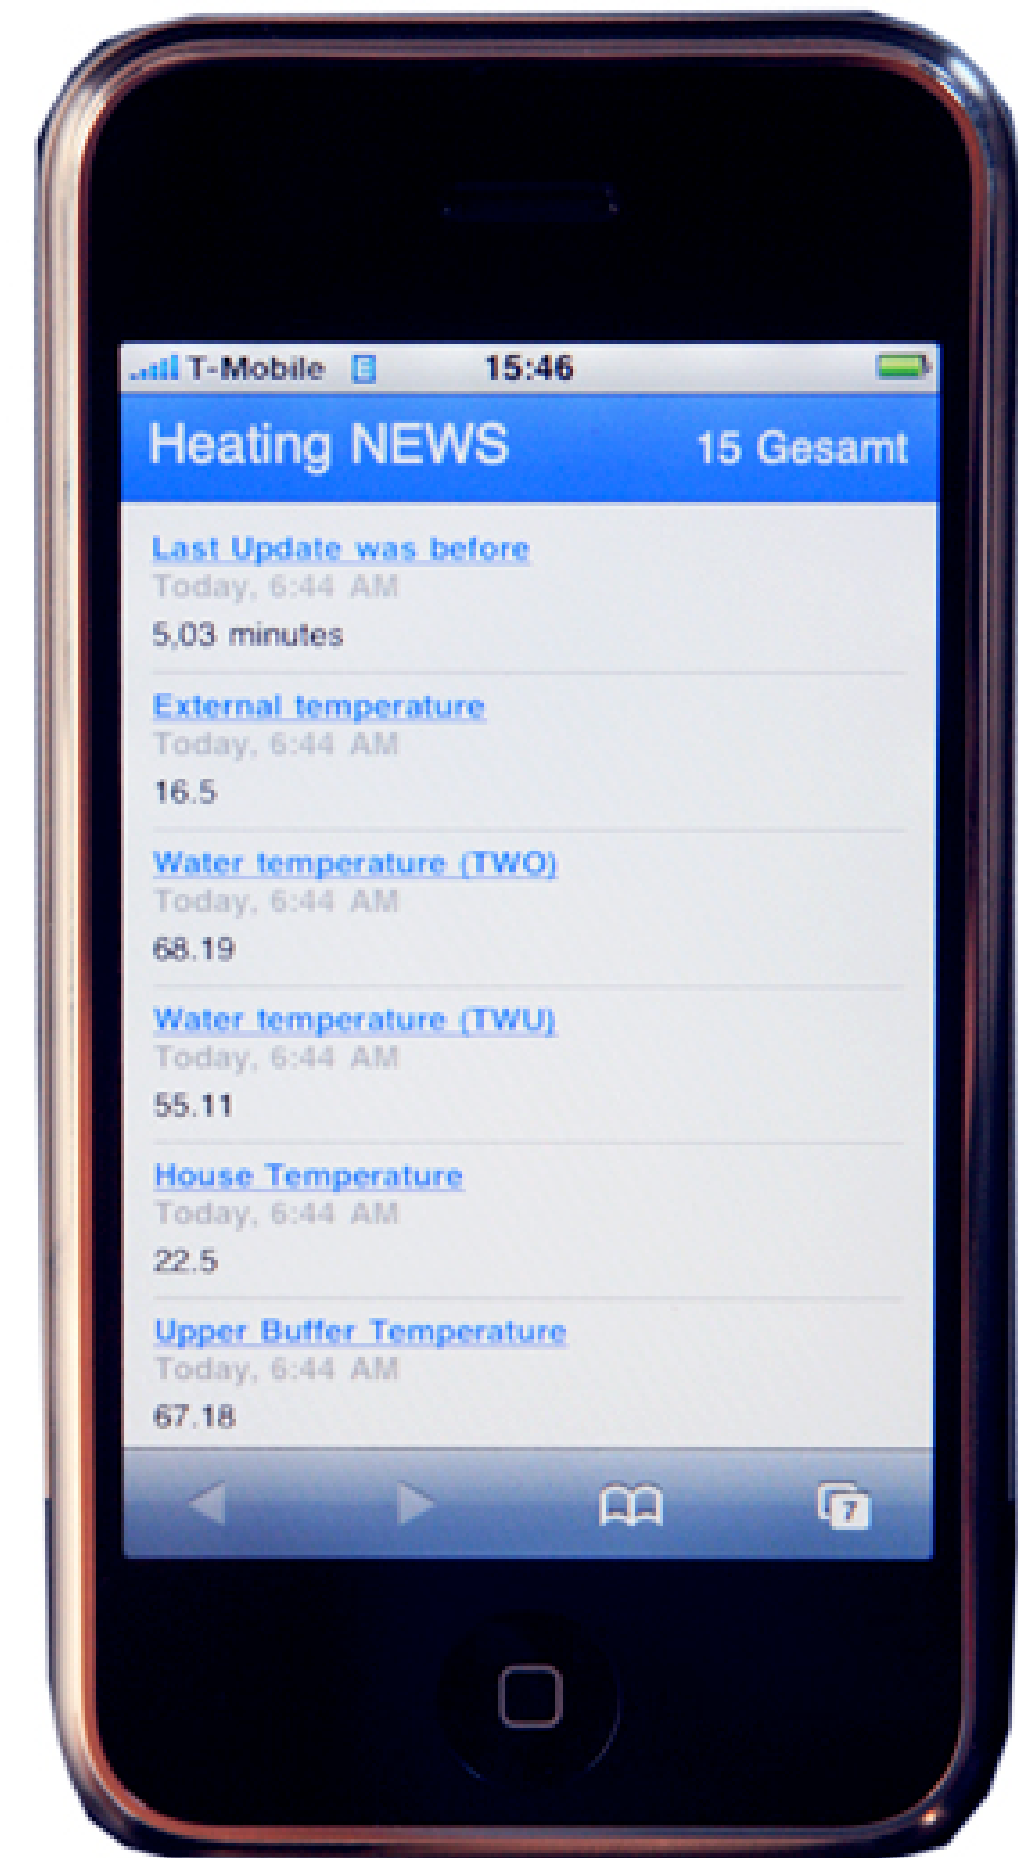 T-Mobile E 15:46
Heating NEWS 15 Gesamt
Last Update was before
Today, 6:44 AM
5,03 minutes
External temperature
Today, 6:44 AM
16.5
Water temperature (TWO)
Today, 6:44 AM
68.19
Water temperature (TWU)
Today, 6:44 AM
55.11
House Temperature
Today, 6:44 AM
22.5
Upper Buffer Temperature
Today, 6:44 AM
67.18
7